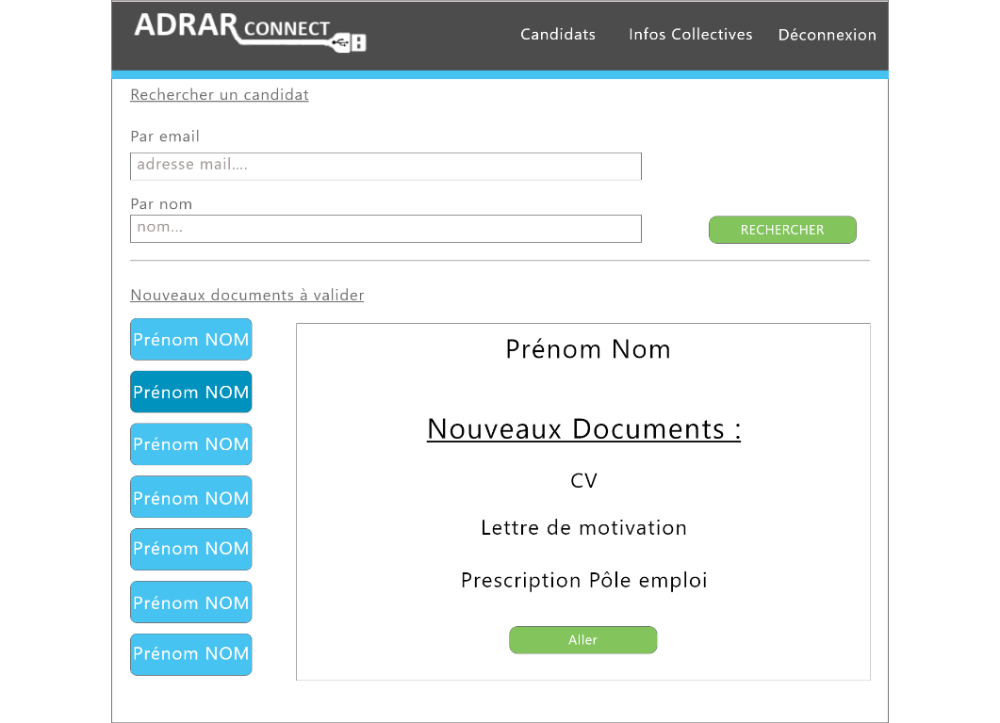 ADRAR CONNECT
Candidats
Infos Collectives
Déconnexion
Rechercher un candidat
Par email
adresse mail....
Par nom
nom...
RECHERCHER
Nouveaux documents à valider
Prénom NOM
Prénom NOM
Prénom NOM
Prénom NOM
Prénom NOM
Prénom NOM
Prénom NOM
Prénom Nom
Nouveaux Documents :
CV
Lettre de motivation
Prescription Pôle emploi
Aller